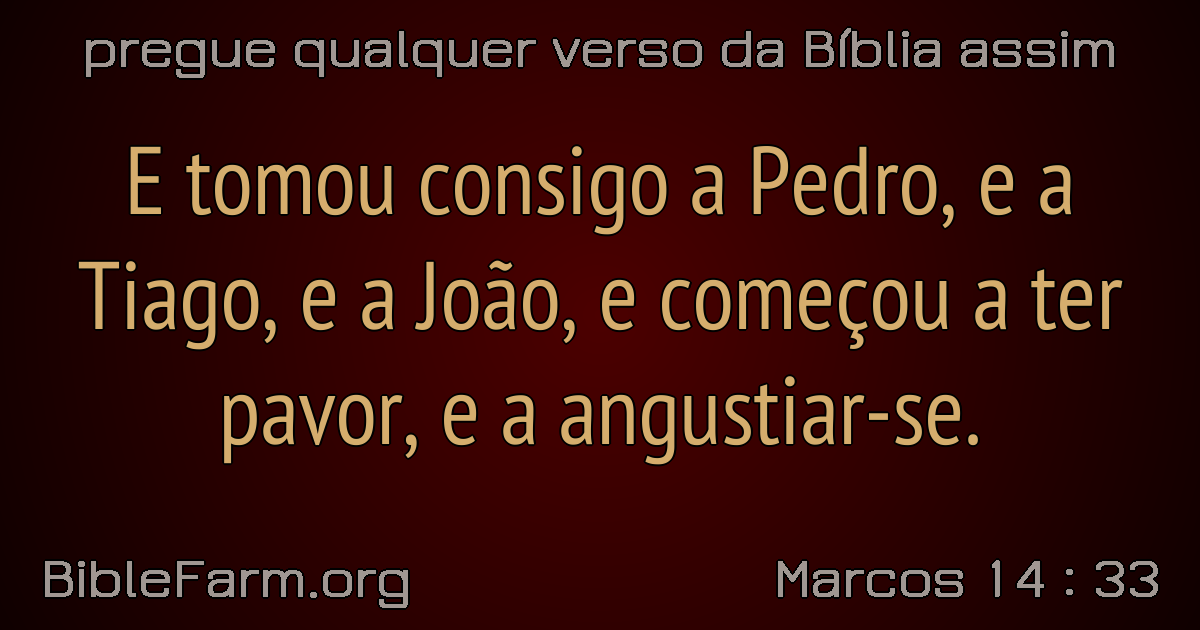 pregue qualquer verso da Bíblia assim
E tomou consigo a Pedro, e a
Tiago, e a João, e começou a ter
pavor, e a angustiar-se.
BibleFarm.org
Marcos 14 : 33